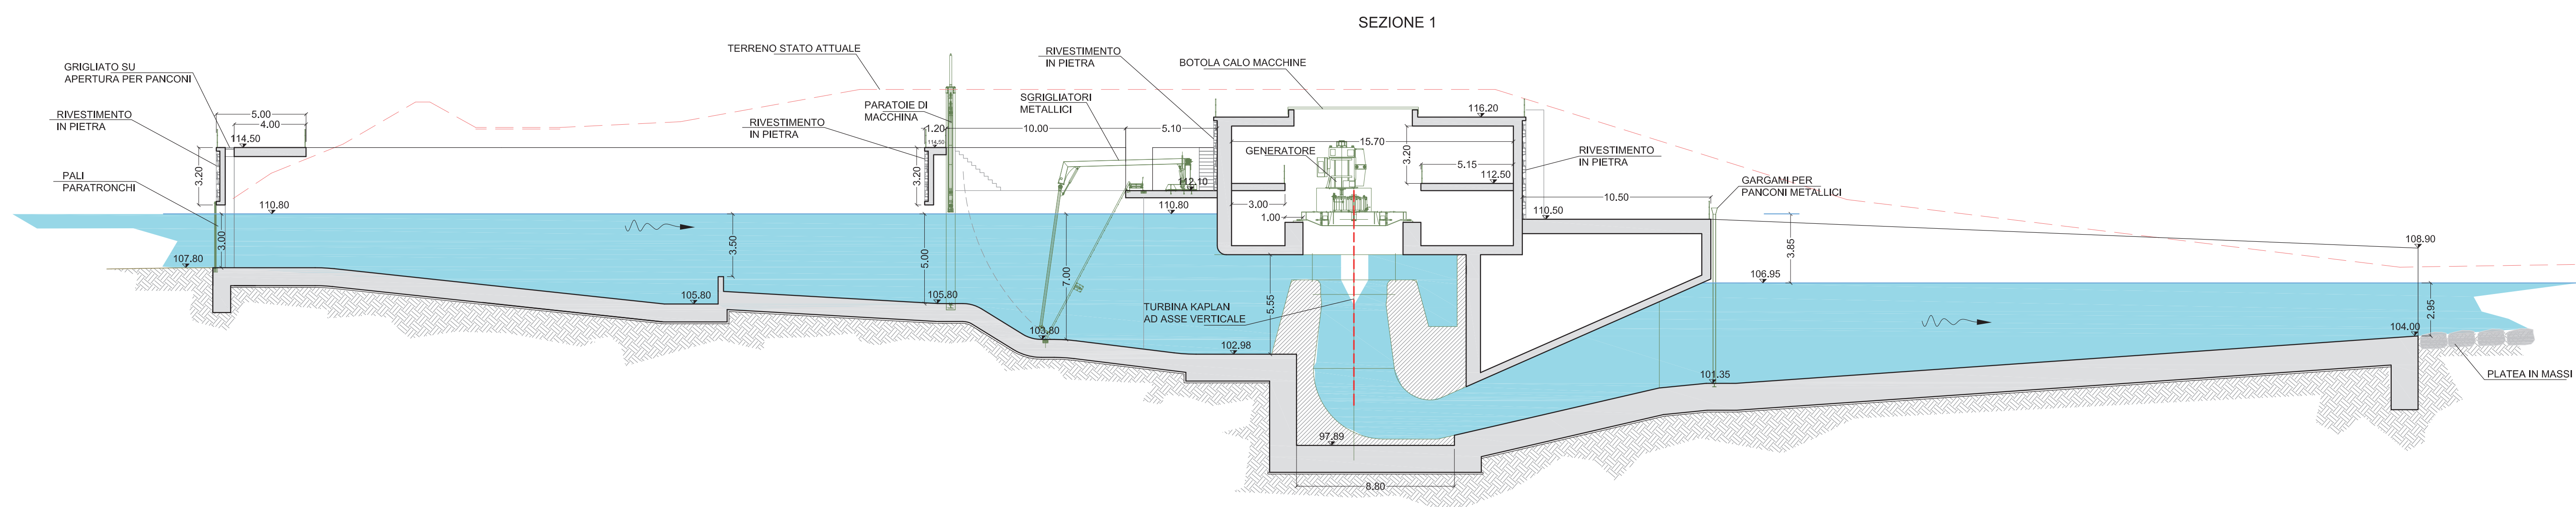 SEZIONE 1
TERRENO STATO ATTUALE
RIVESTIMENTO
IN PIETRA
BOTOLA CALO MACCHINE
GRIGLIATO SU
APERTURA PER PANCONI
RIVESTIMENTO
IN PIETRA
5.00
4.00
114.50
3.20
PALI
PARATRONCHI
110.80
3.00
107.80
PARATOIE DI
MACCHINA
RIVESTIMENTO
IN PIETRA
1.20
114.50
3.20
SGRIGLIATORI
METALLICI
10.00
5.10
112.10
110.80
3.50
5.00
7.00
105.80
105.80
103.80
102.98
116.20
15.70
3.20
GENERATORE
5.15
112.50
3.00
1.00
RIVESTIMENTO
IN PIETRA
10.50
110.50
GARGAMI PER
PANCONI METALLICI
3.85
108.90
106.95
5.55
TURBINA KAPLAN
AD ASSE VERTICALE
2.95
104.00
101.35
97.89
8.80
PLATEA IN MASSI